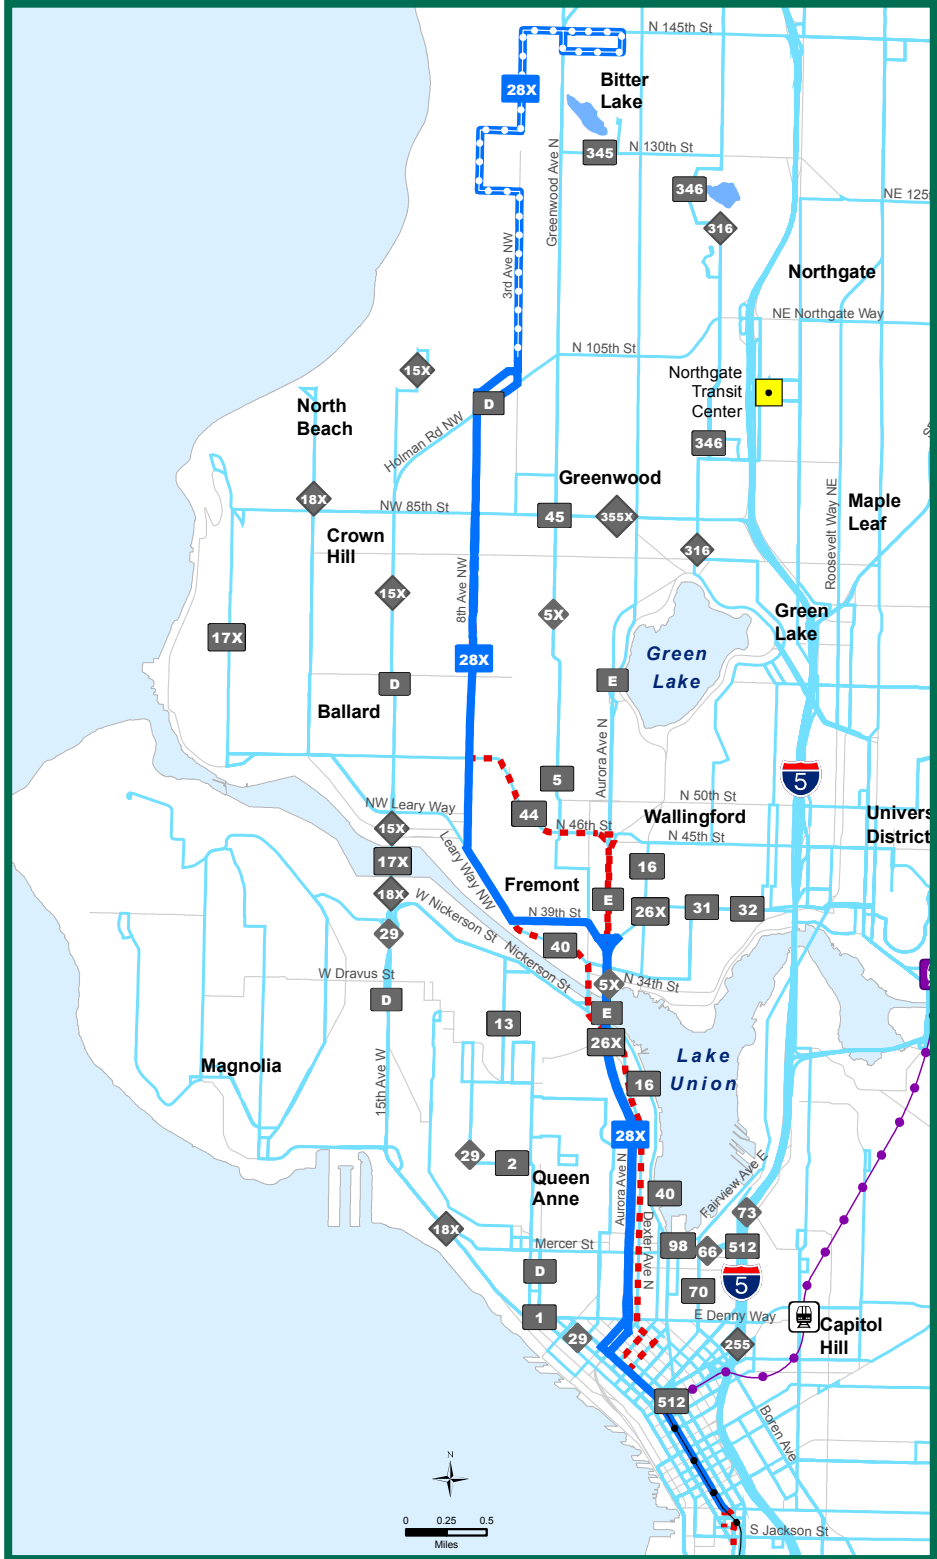 N 145th St
28X
Bitter
Lake
N 130th St
345
Greenwood Ave N
346
NE 125
316
3rd Ave NW
Northgate
NE Northgate Way
N 105th St
15X
Northgate
Transit
Center
D
North
Beach
Holman Rd NW
346
Greenwood
18X
NW 85th St
45
355X
Roosevelt Way NE
Maple
Leaf
Crown
Hill
316
8th Ave NW
15X
5X
Green
Lake
17X
28X
Green
Lake
D
E
Ballard
Aurora Ave N
5
5
N 50th St
NW Leary Way
44
Wallingford
Univers
District
15X
N 46th St
N 45th St
17X
Leary Way NW
16
Fremont
18X
W Nickerson St
E
N 39th St
26X
31
32
29
Nickerson St
40
W Dravus St
5X
N 34th St
D
E
13
26X
Lake
Union
Magnolia
15th Ave W
16
28X
29
2
Queen
Anne
Aurora Ave N
Fairview Ave E
40
Dexter Ave N
73
18X
Mercer St
98
66
512
D
5
70
1
E Denny Way
29
Capitol
Hill
255
512
Boren Ave
N
0
0.25
0.5
Miles
S Jackson St